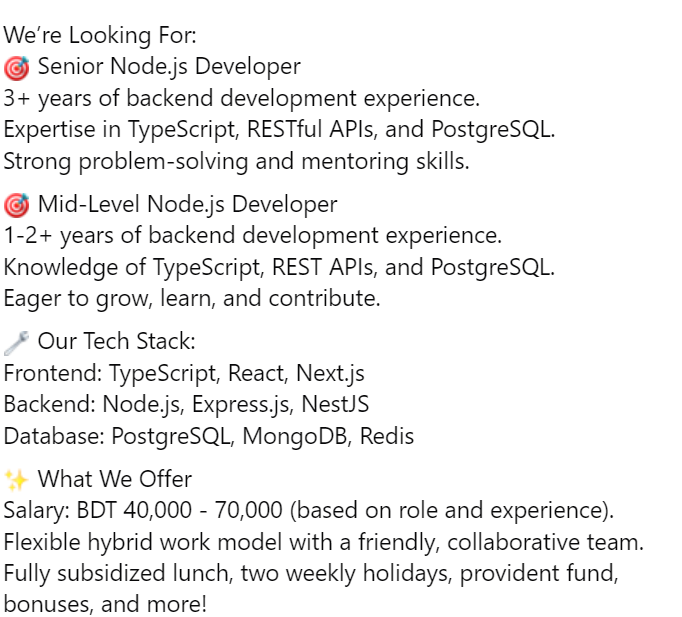 We're Looking For:
🎯 Senior Node.js Developer
3+ years of backend development experience.
Expertise in TypeScript, RESTful APIs, and PostgreSQL.
Strong problem-solving and mentoring skills.
🎯 Mid-Level Node.js Developer
1-2+ years of backend development experience.
Knowledge of TypeScript, REST APIs, and PostgreSQL.
Eager to grow, learn, and contribute.
🔧 Our Tech Stack:
Frontend: TypeScript, React, Next.js
Backend: Node.js, Express.js, NestJS
Database: PostgreSQL, MongoDB, Redis
✨ What We Offer
Salary: BDT 40,000 - 70,000 (based on role and experience).
Flexible hybrid work model with a friendly, collaborative team.
Fully subsidized lunch, two weekly holidays, provident fund,
bonuses, and more!